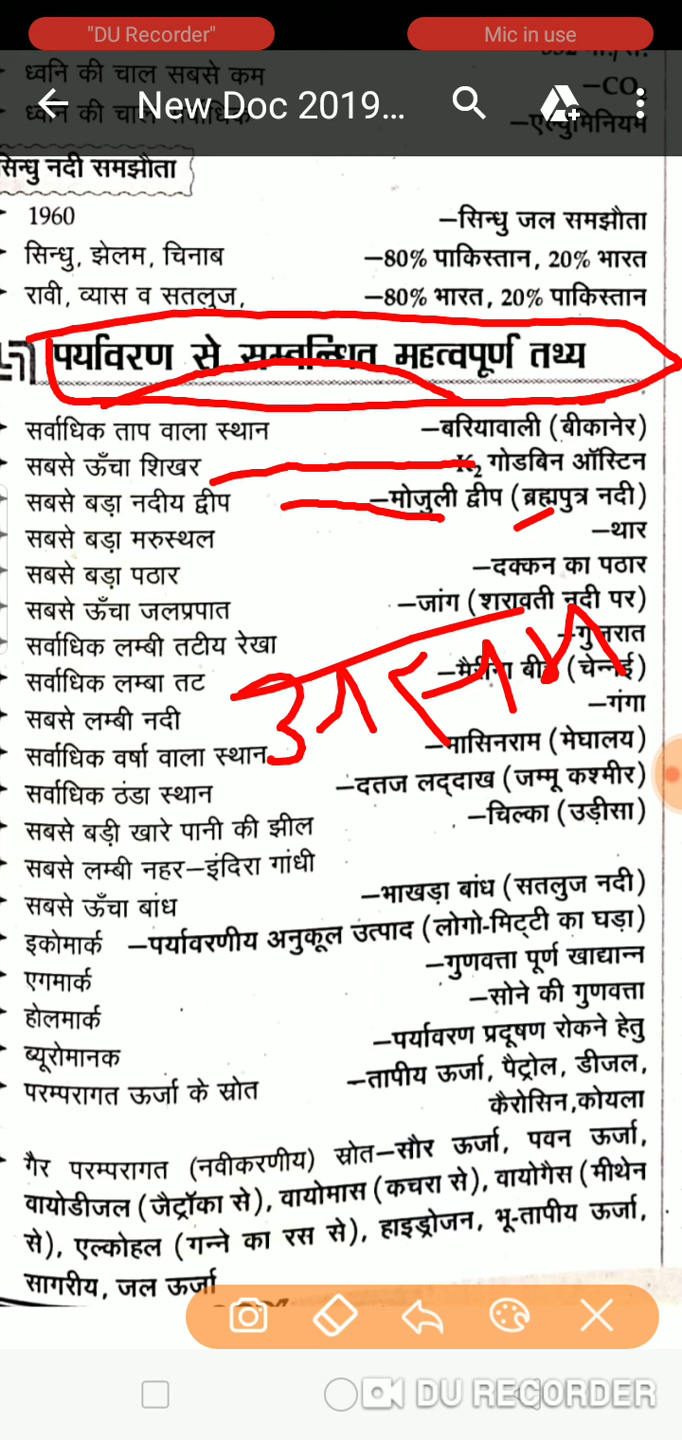 "DU Recorder"
Mic in use
ध्वनि की चाल सबसे कम –CO₂
New Doc 2019...
ध्वनि की चाल –एल्युमिनियम
सिन्धु नदी समझौता
1960 –सिन्धु जल समझौता
सिन्धु, झेलम, चिनाब –80% पाकिस्तान, 20% भारत
रावी, व्यास व सतलुज, –80% भारत, 20% पाकिस्तान
पर्यावरण से सम्बन्धित महत्वपूर्ण तथ्य
सर्वाधिक ताप वाला स्थान –बरियावाली (बीकानेर)
सबसे ऊँचा शिखर K₂ गोडबिन ऑस्टिन
सबसे बड़ा नदीय द्वीप –मोजुली द्वीप (ब्रह्मपुत्र नदी)
सबसे बड़ा मरुस्थल –थार
सबसे बड़ा पठार –दक्कन का पठार
सबसे ऊँचा जलप्रपात –जांग (शरावती नदी पर)
सर्वाधिक लम्बी तटीय रेखा –गुजरात
सर्वाधिक लम्बा तट –मैरीना बीच (चेन्नई)
सबसे लम्बी नदी –गंगा
सर्वाधिक वर्षा वाला स्थान –मासिनराम (मेघालय)
सर्वाधिक ठंडा स्थान –दतज लद्दाख (जम्मू कश्मीर)
सबसे बड़ी खारे पानी की झील –चिल्का (उड़ीसा)
सबसे लम्बी नहर–इंदिरा गांधी
सबसे ऊँचा बांध –भाखड़ा बांध (सतलुज नदी)
इकोमार्क –पर्यावरणीय अनुकूल उत्पाद (लोगो-मिट्टी का घड़ा)
एगमार्क –गुणवत्ता पूर्ण खाद्यान्न
होलमार्क –सोने की गुणवत्ता
ब्यूरोमानक –पर्यावरण प्रदूषण रोकने हेतु
परम्परागत ऊर्जा के स्रोत –तापीय ऊर्जा, पैट्रोल, डीजल,
कैरोसिन,कोयला
गैर परम्परागत (नवीकरणीय) स्रोत–सौर ऊर्जा, पवन ऊर्जा,
वायोडीजल (जैट्रॉका से), वायोमास (कचरा से), वायोगैस (मीथेन
से), एल्कोहल (गन्ने का रस से), हाइड्रोजन, भू-तापीय ऊर्जा,
सागरीय, जल ऊर्जा
DU RECORDER